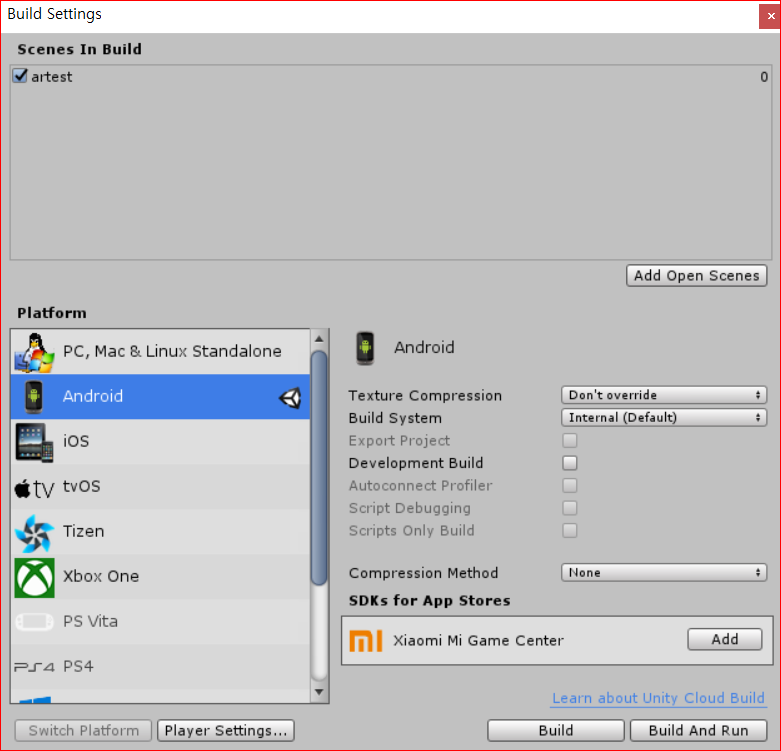 Build Settings
Scenes In Build
artest 0
Add Open Scenes
Platform
PC, Mac & Linux Standalone
Android
iOS
tv tvOS
Tizen
Xbox One
PS Vita
PS4 PS4
Android
Texture Compression Don't override
Build System Internal (Default)
Export Project
Development Build
Autoconnect Profiler
Script Debugging
Scripts Only Build
Compression Method None
SDKs for App Stores
MI Xiaomi Mi Game Center Add
Learn about Unity Cloud Build
Switch Platform Player Settings... Build Build And Run